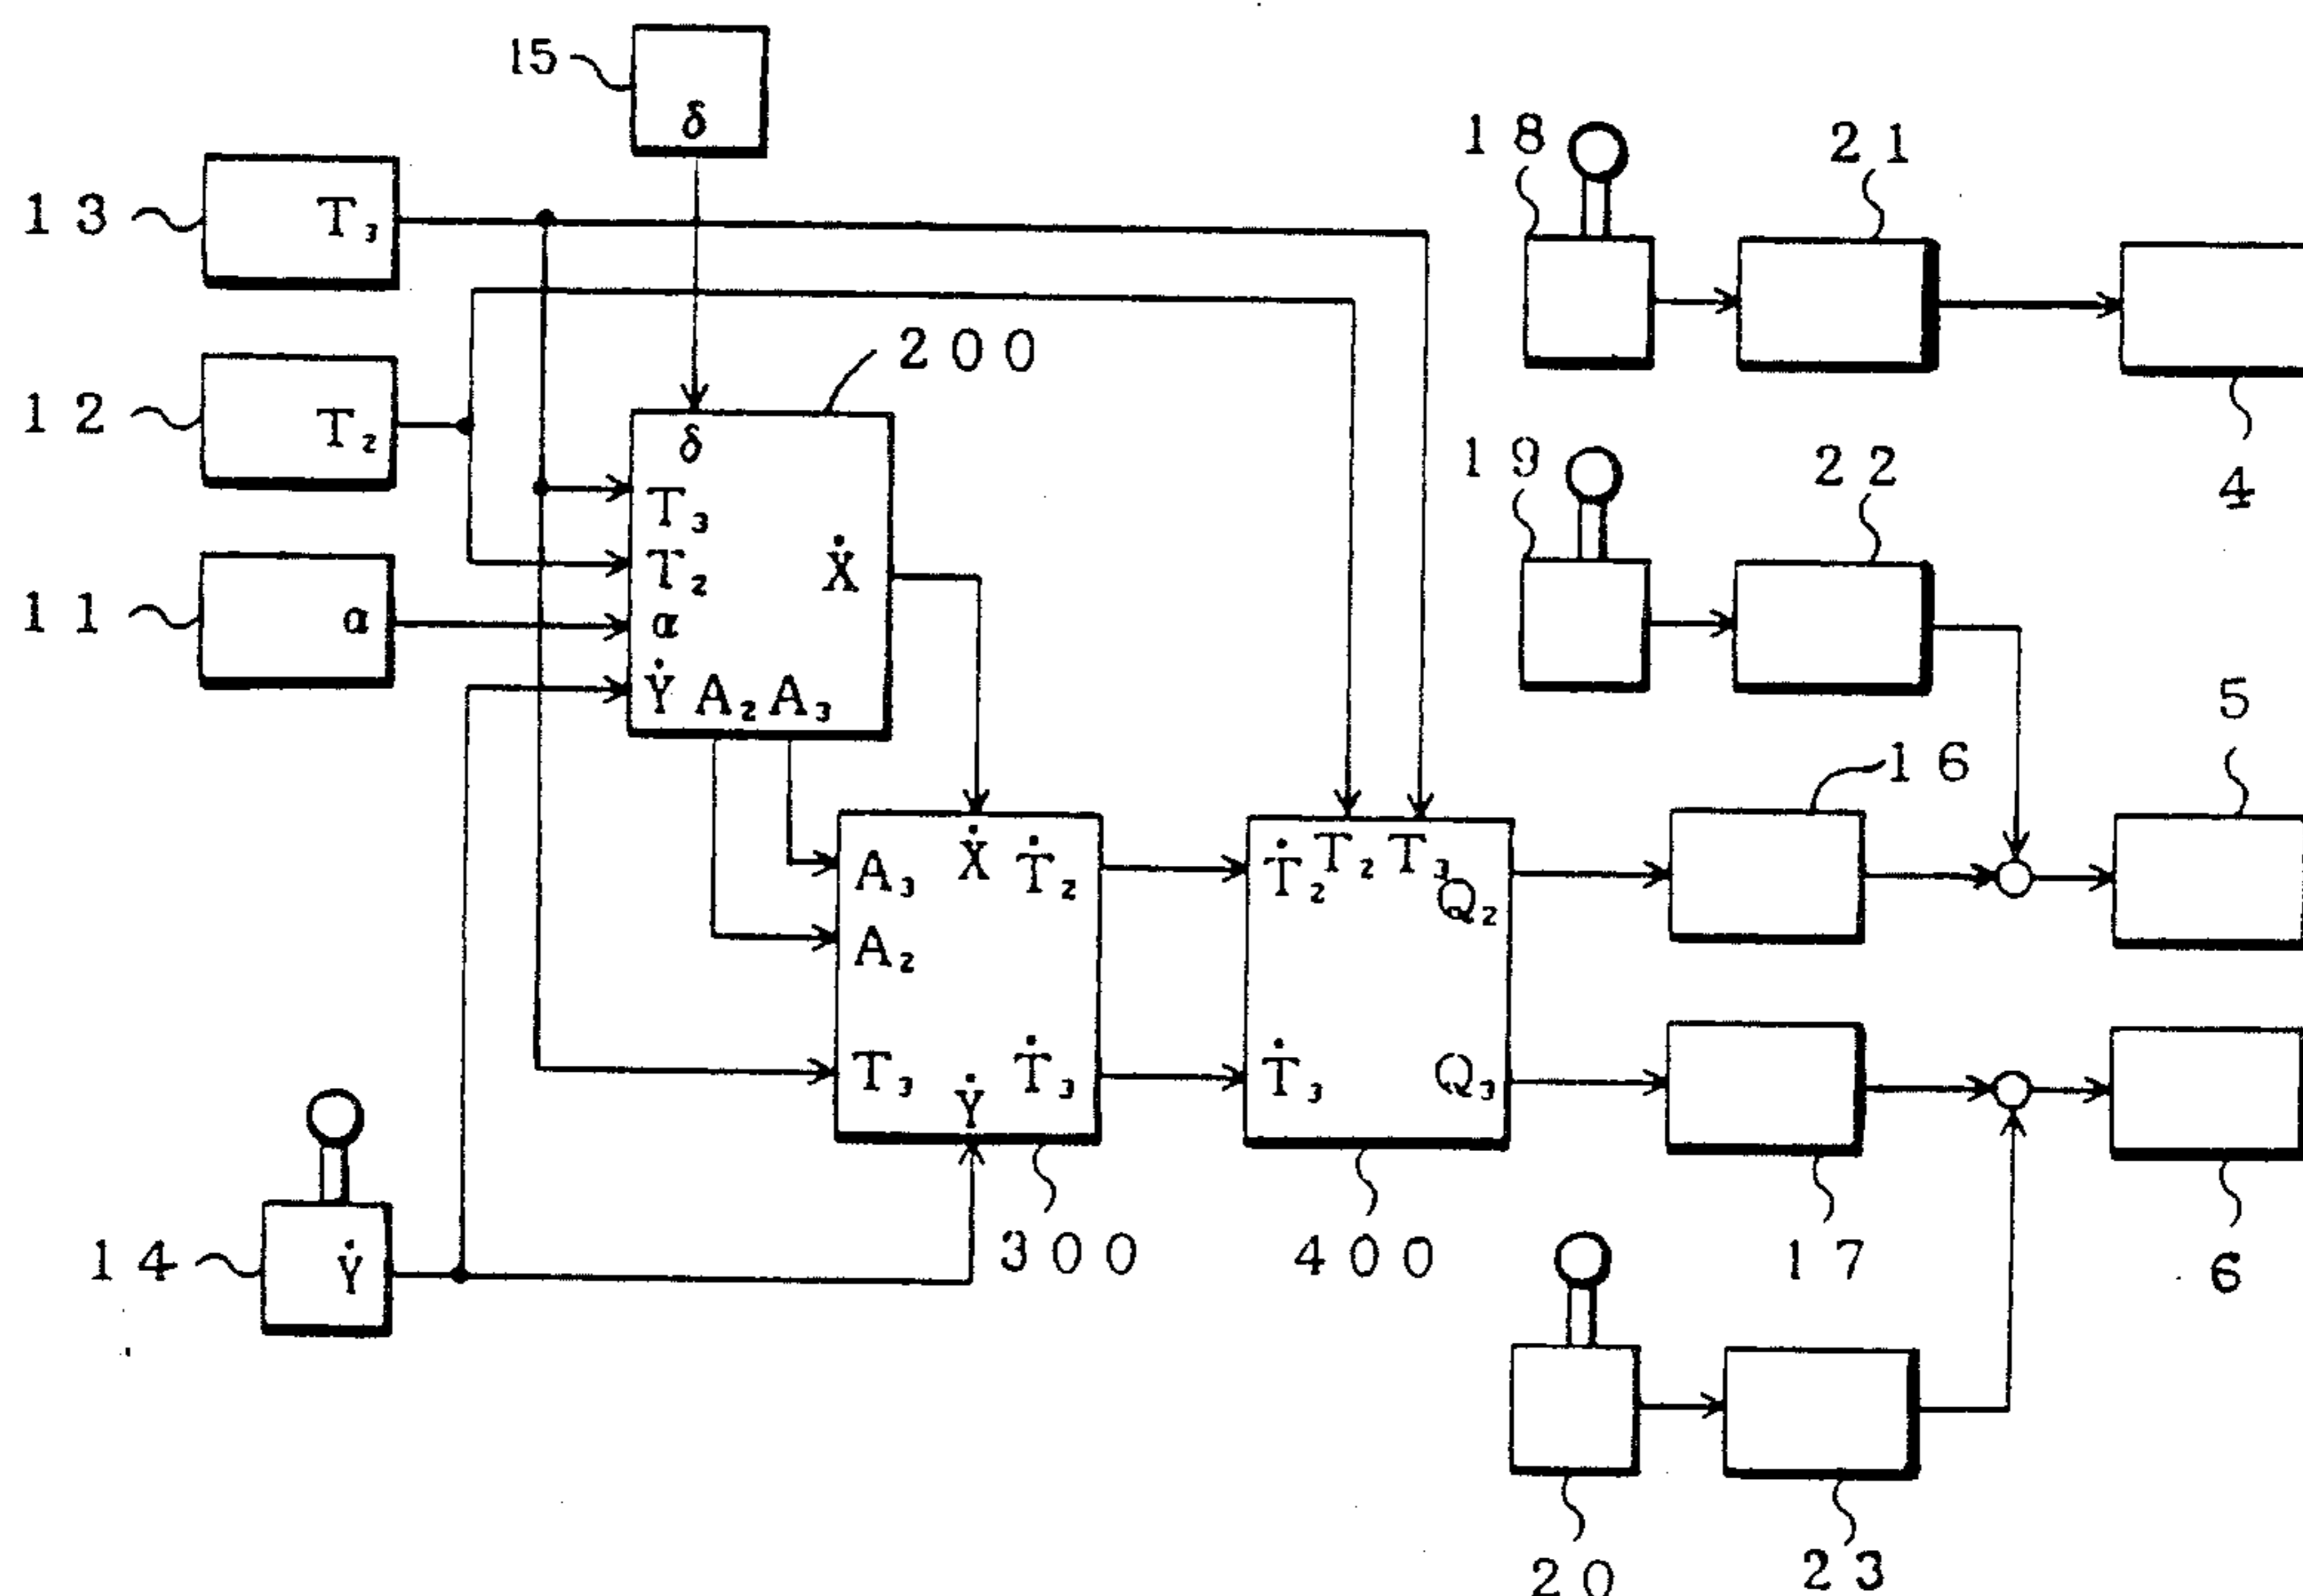 15
δ
18
21
13
T₃
200
12
T₂
4
δ
19
22
T₃
T₂
Ẋ
11
α
α
Ẏ A₂ A₃
5
16
Ẋ Ṫ₂
A₃
Ṫ₂ T₂ T₃
Q₂
A₂
T₃ Ṫ₃
Ẏ
Ṫ₃ Q₃
14
Ẏ
300
400
17
6
20
23